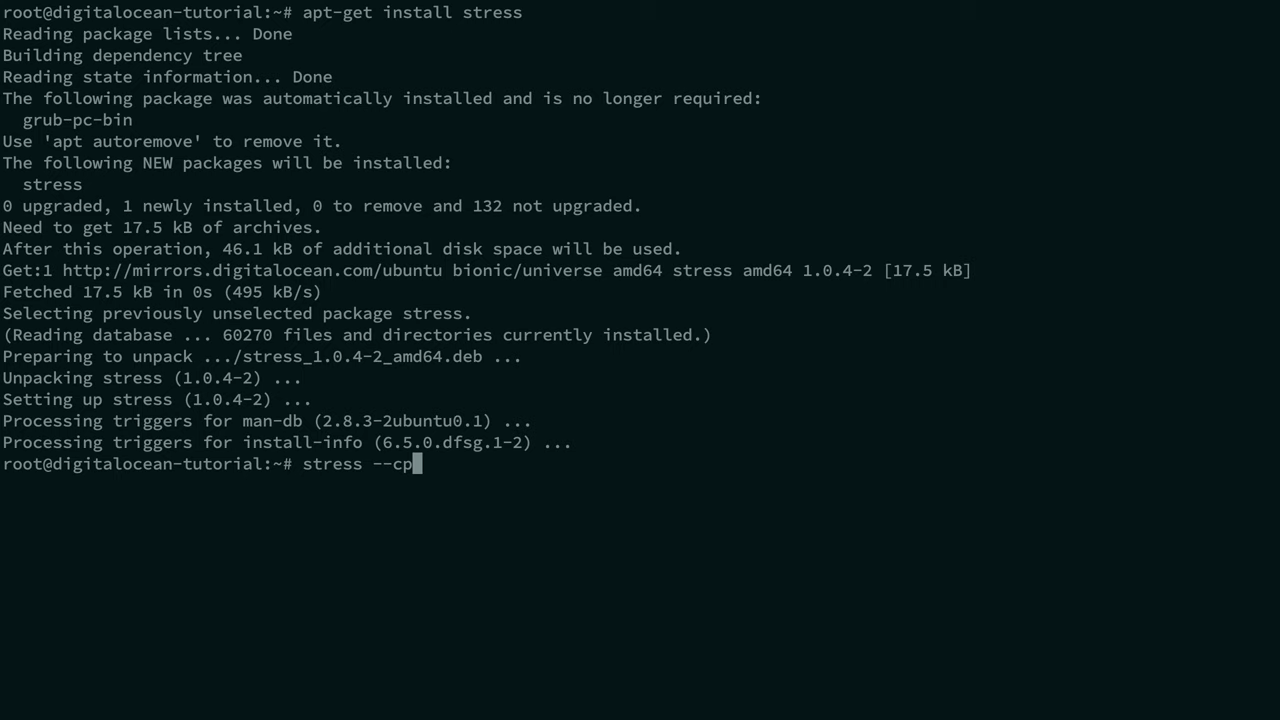 root@digitalocean-tutorial:~# apt-get install stress
Reading package lists... Done
Building dependency tree
Reading state information... Done
The following package was automatically installed and is no longer required:
  grub-pc-bin
Use 'apt autoremove' to remove it.
The following NEW packages will be installed:
  stress
0 upgraded, 1 newly installed, 0 to remove and 132 not upgraded.
Need to get 17.5 kB of archives.
After this operation, 46.1 kB of additional disk space will be used.
Get:1 http://mirrors.digitalocean.com/ubuntu bionic/universe amd64 stress amd64 1.0.4-2 [17.5 kB]
Fetched 17.5 kB in 0s (495 kB/s)
Selecting previously unselected package stress.
(Reading database ... 60270 files and directories currently installed.)
Preparing to unpack .../stress_1.0.4-2_amd64.deb ...
Unpacking stress (1.0.4-2) ...
Setting up stress (1.0.4-2) ...
Processing triggers for man-db (2.8.3-2ubuntu0.1) ...
Processing triggers for install-info (6.5.0.dfsg.1-2) ...
root@digitalocean-tutorial:~# stress --cp